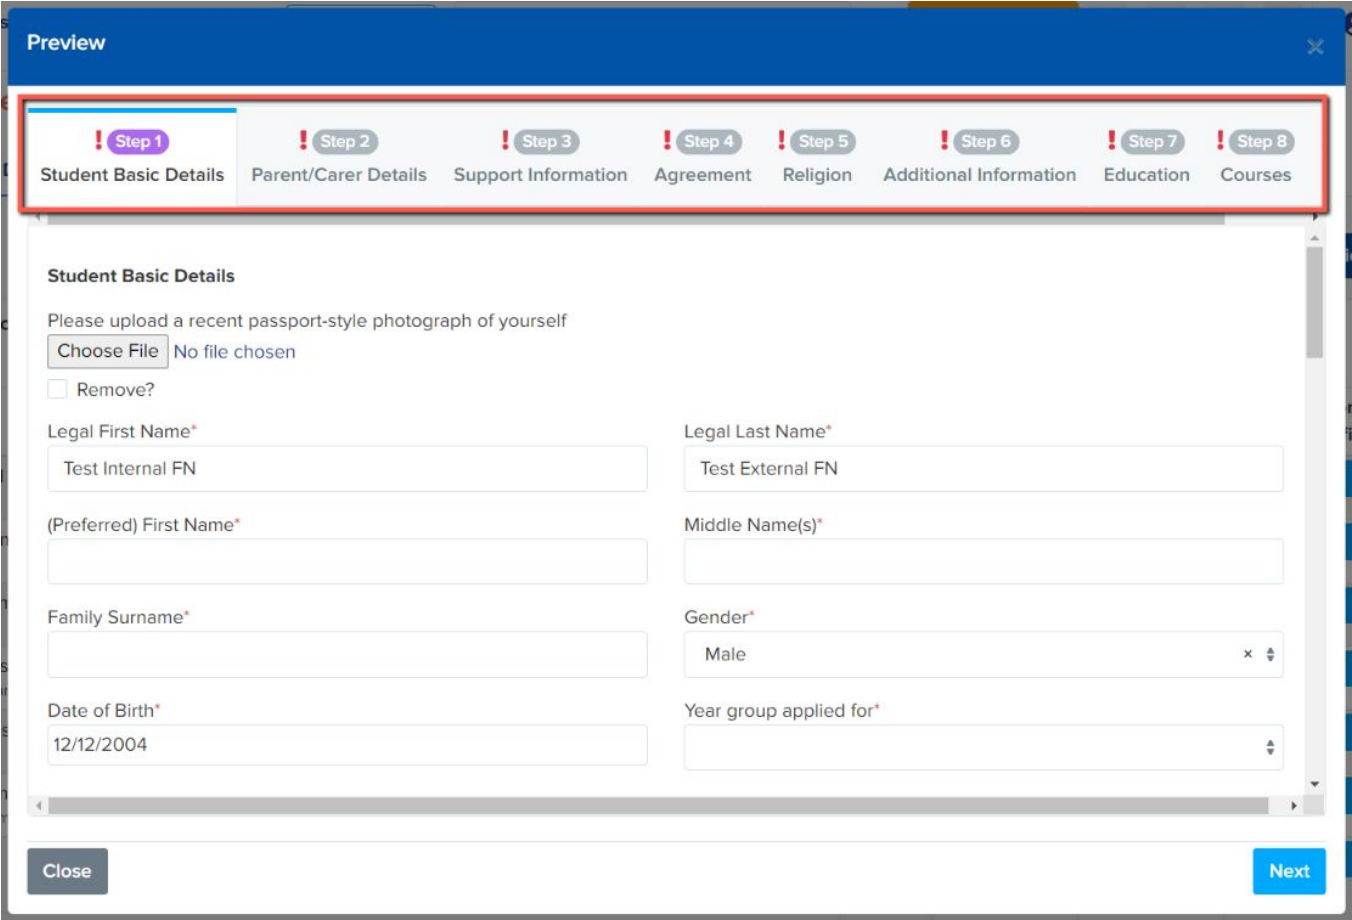 Preview
×
! Step 1 ! Step 2 ! Step 3 ! Step 4 ! Step 5 ! Step 6 ! Step 7 ! Step 8
Student Basic Details Parent/Carer Details Support Information Agreement Religion Additional Information Education Courses
Student Basic Details
Please upload a recent passport-style photograph of yourself
Choose File No file chosen
Remove?
Legal First Name* Legal Last Name*
Test Internal FN Test External FN
(Preferred) First Name* Middle Name(s)*
Family Surname* Gender*
Male ×
Date of Birth* Year group applied for*
12/12/2004
Close Next